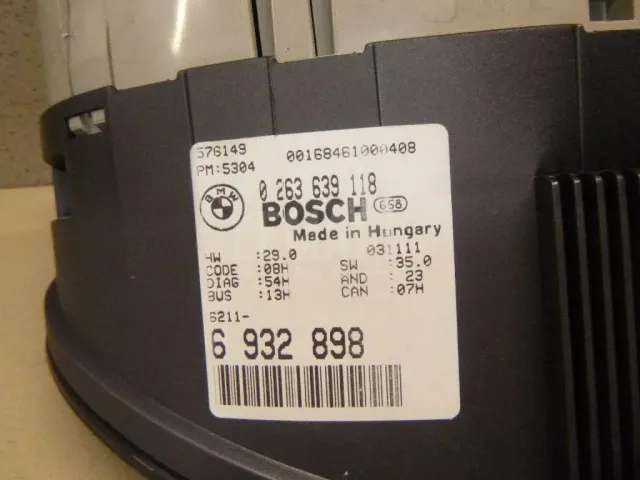 576149 00168461000408
PM:5304
BMW 0 263 639 118
BOSCH 658
Made in Hungary
031111
HW :29.0 SW :35.0
CODE :08H AND : 23
DIAG :54H CAN :07H
BUS :13H
6211-
6 932 898